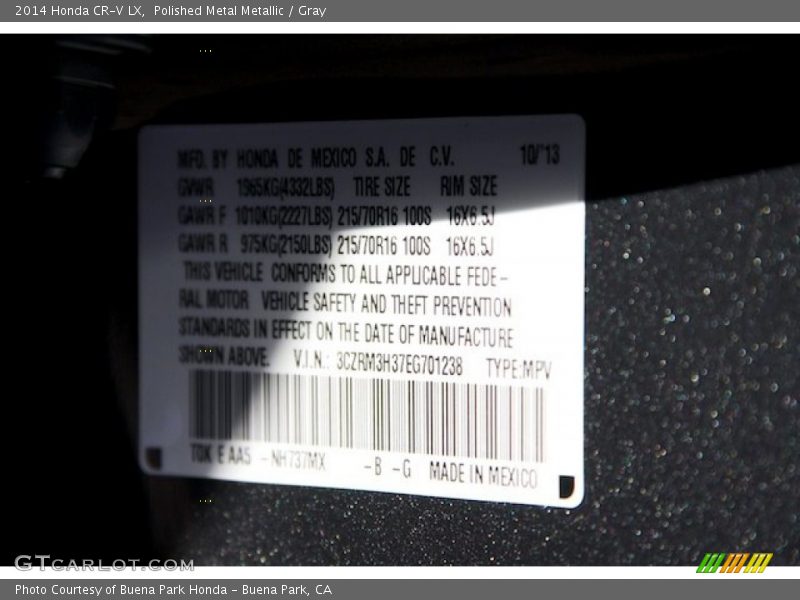 2014 Honda CR-V LX, Polished Metal Metallic / Gray
MFD. BY HONDA DE MEXICO S.A. DE C.V. 10/'13
GVWR 1965KG(4332LBS) TIRE SIZE RIM SIZE
GAWR F 1010KG(2227LBS) 215/70R16 100S 16X6.5J
GAWR R 975KG(2150LBS) 215/70R16 100S 16X6.5J
THIS VEHICLE CONFORMS TO ALL APPLICABLE FEDE-
RAL MOTOR VEHICLE SAFETY AND THEFT PREVENTION
STANDARDS IN EFFECT ON THE DATE OF MANUFACTURE
SHOWN ABOVE. V.I.N.: 3CZRM3H37EG701238 TYPE:MPV
T0K E AA5 -NH737MX -B -G MADE IN MEXICO
GTCARLOT.COM
Photo Courtesy of Buena Park Honda - Buena Park, CA